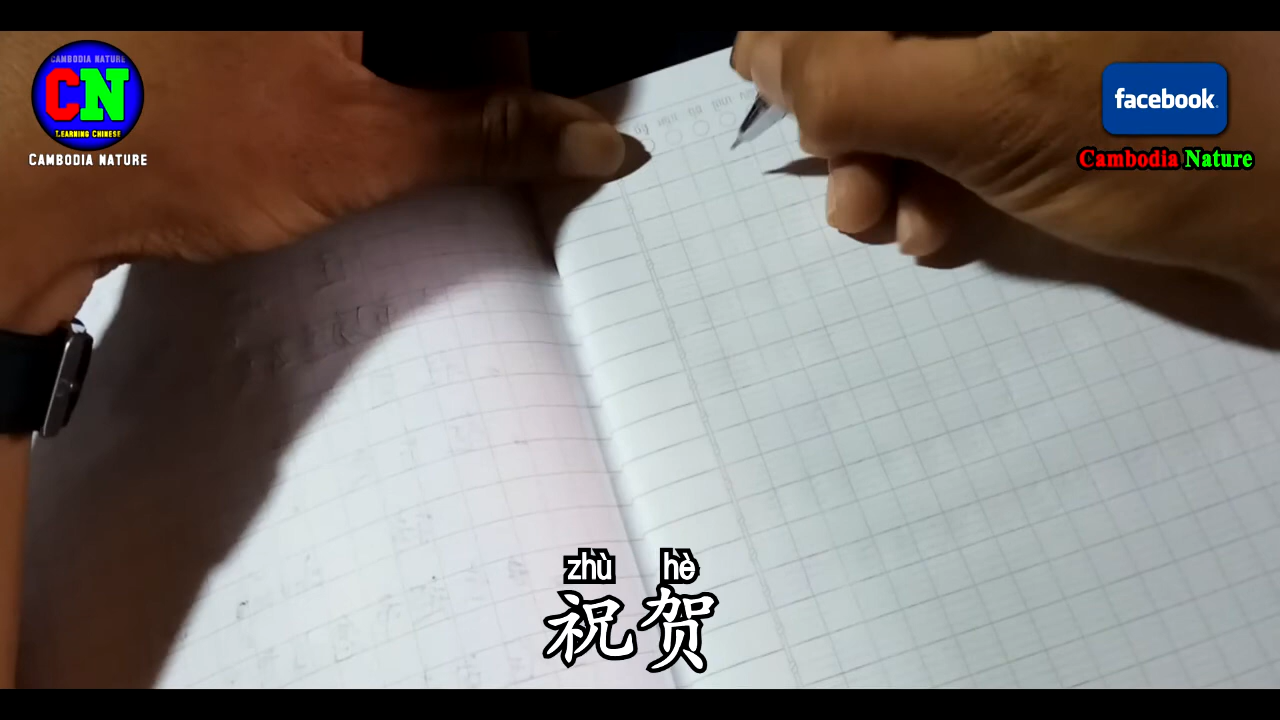 CAMBODIA NATURE
CN
LEARNING CHINESE
CAMBODIA NATURE
facebook
Cambodia Nature
zhù hè
祝贺